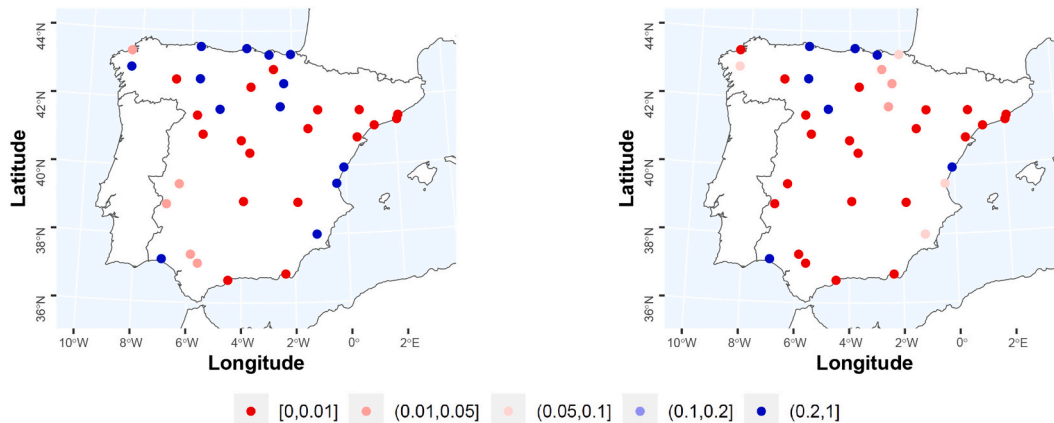 44°N
42°N
40°N
38°N
36°N
Latitude
10°W 8°W 6°W 4°W 2°W 0° 2°E
Longitude
44°N
42°N
40°N
38°N
36°N
Latitude
10°W 8°W 6°W 4°W 2°W 0° 2°E
Longitude
[0,0.01] (0.01,0.05] (0.05,0.1] (0.1,0.2] (0.2,1]